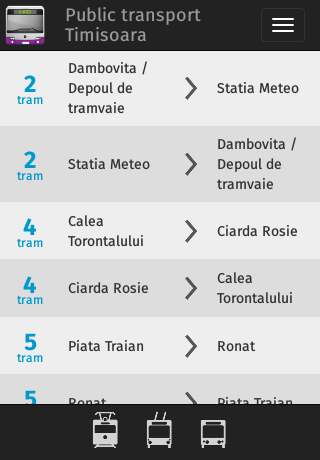 Public transport
Timisoara
2
tram
Dambovita /
Depoul de
tramvaie
Statia Meteo
2
tram
Statia Meteo
Dambovita /
Depoul de
tramvaie
4
tram
Calea
Torontalului
Ciarda Rosie
4
tram
Ciarda Rosie
Calea
Torontalului
5
tram
Piata Traian
Ronat
5
Ronat
Piata Traian